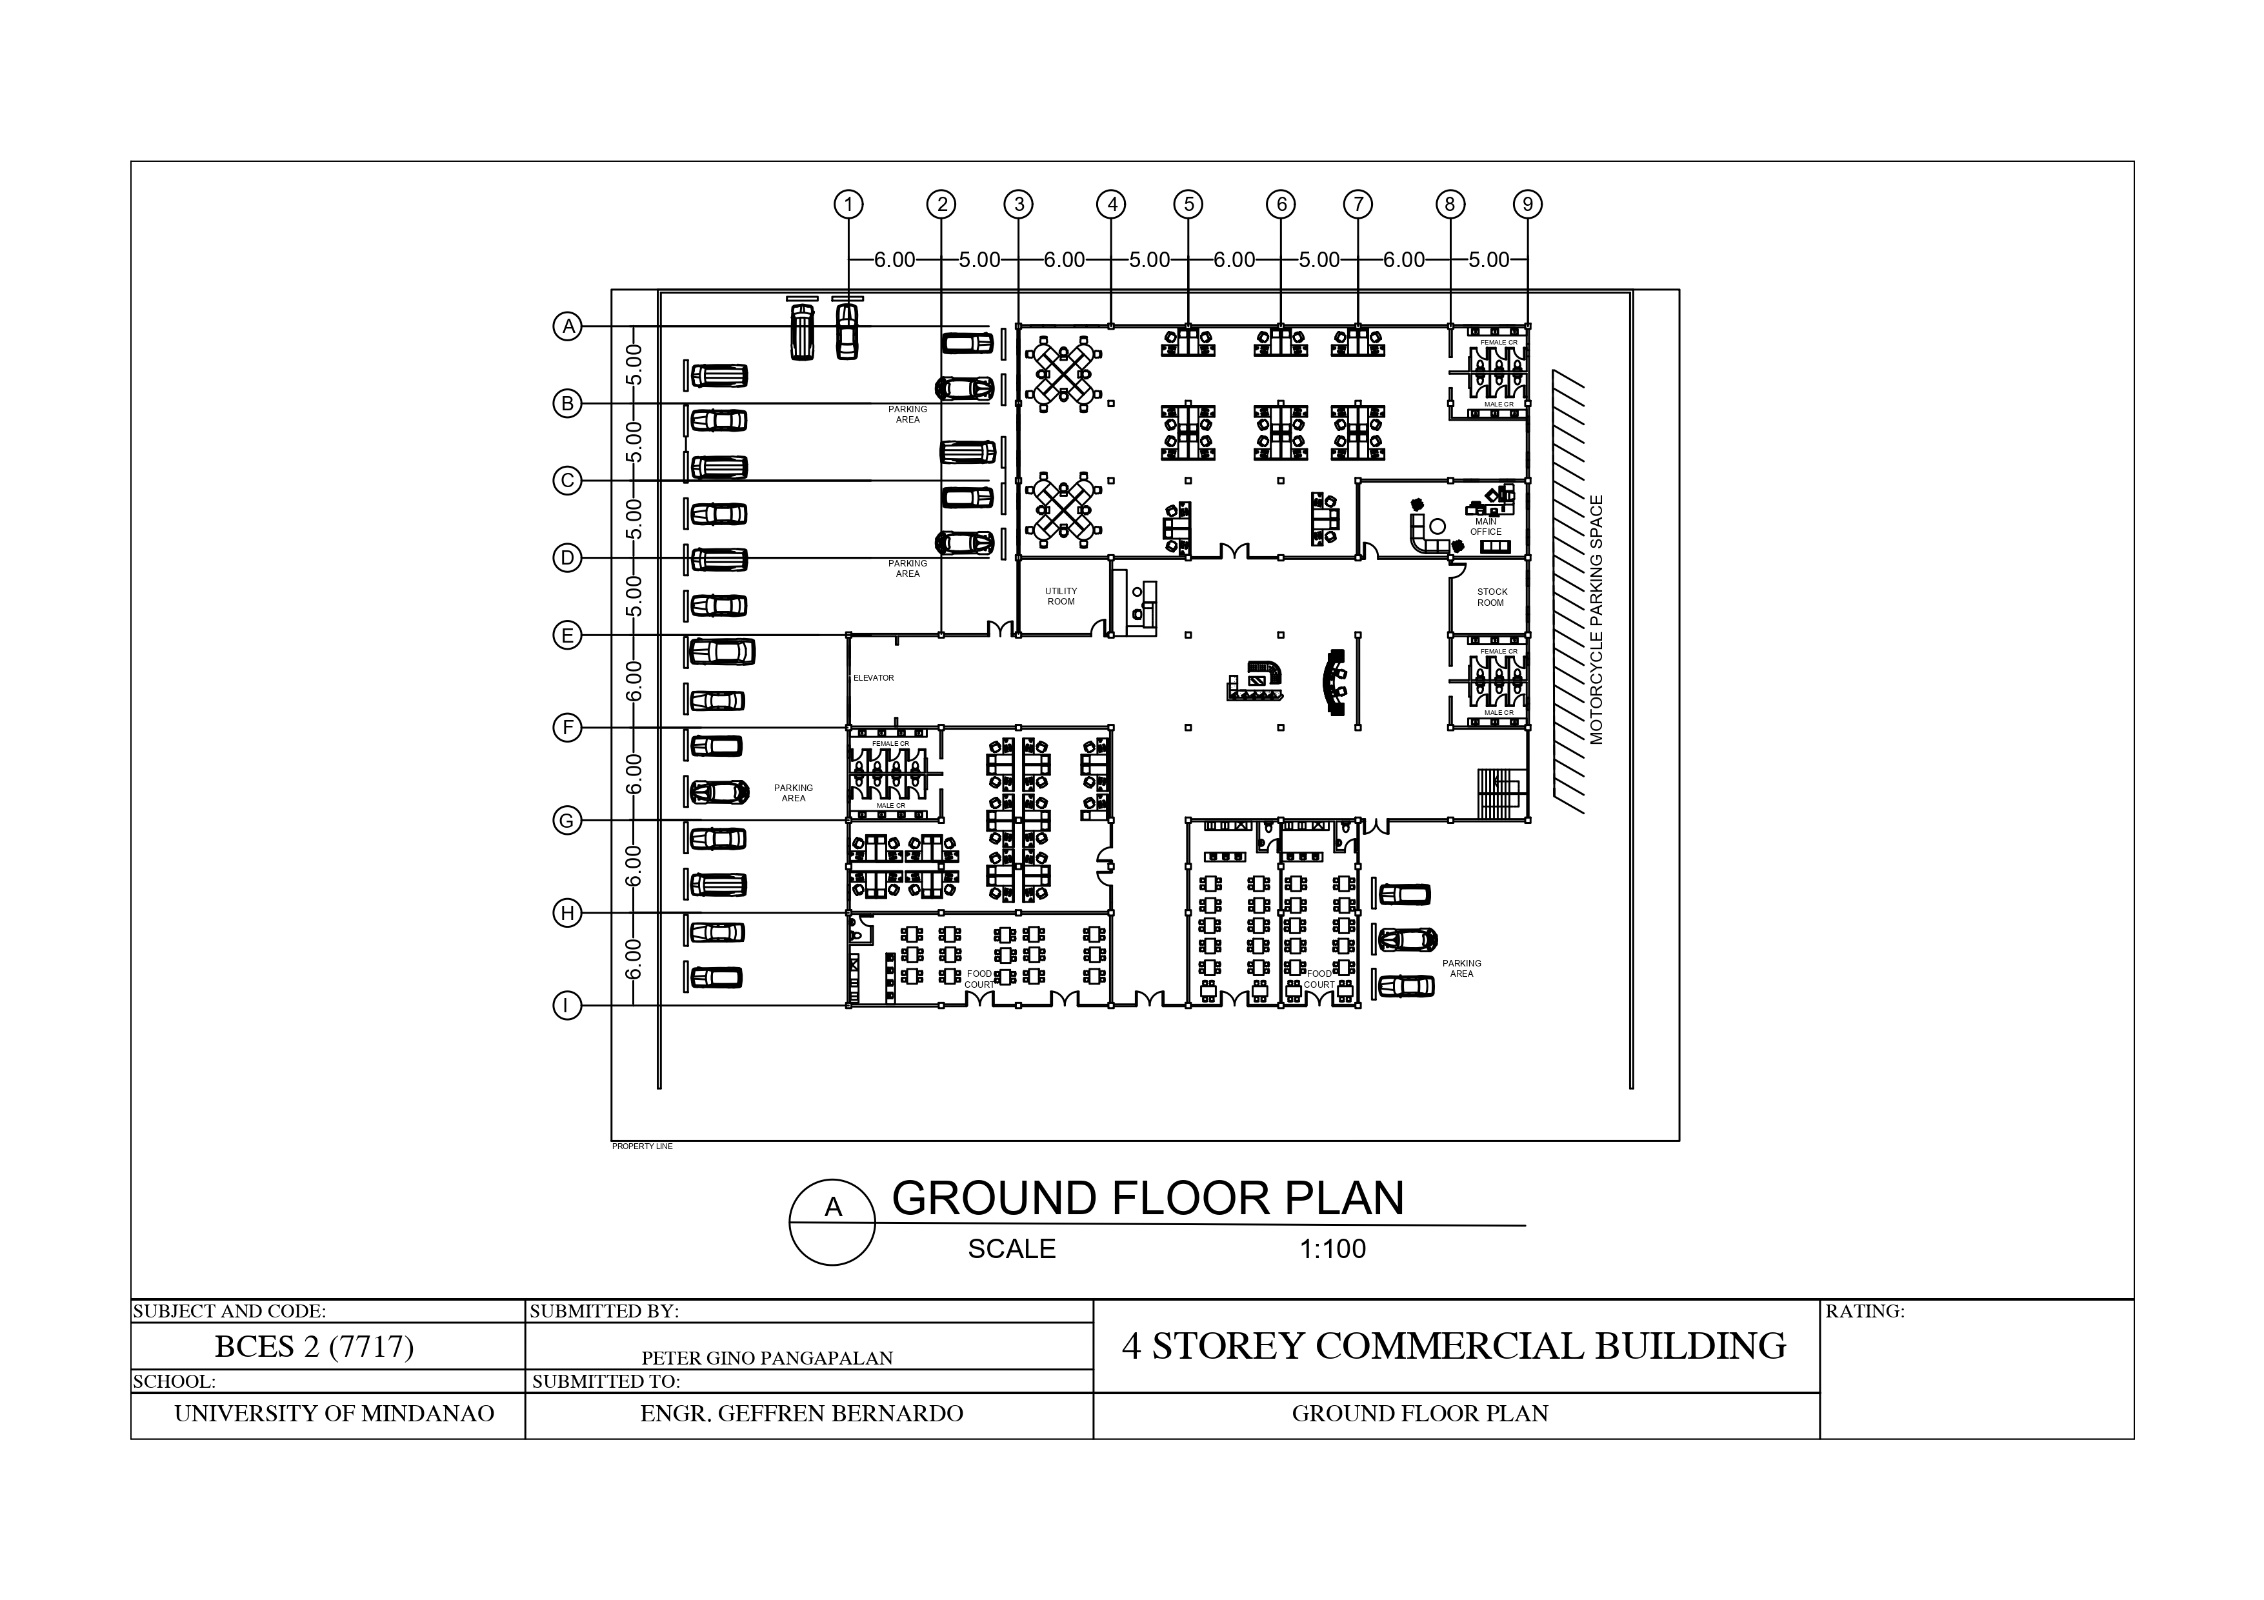 1 2 3 4 5 6 7 8 9
6.00 5.00 6.00 5.00 6.00 5.00 6.00 5.00
A
B
C
D
E
F
G
H
I
5.00
5.00
5.00
5.00
6.00
6.00
6.00
6.00
FEMALE CR
MALE CR
PARKING
AREA
PARKING
AREA
MAIN
OFFICE
UTILITY
ROOM
STOCK
ROOM
MOTORCYCLE PARKING SPACE
ELEVATOR
FEMALE CR
MALE CR
FEMALE CR
MALE CR
PARKING
AREA
FOOD
COURT
FOOD
COURT
PARKING
AREA
PROPERTY LINE
A
GROUND FLOOR PLAN
SCALE 1:100
SUBJECT AND CODE:
BCES 2 (7717)
SCHOOL:
UNIVERSITY OF MINDANAO
SUBMITTED BY:
PETER GINO PANGAPALAN
SUBMITTED TO:
ENGR. GEFFREN BERNARDO
4 STOREY COMMERCIAL BUILDING
GROUND FLOOR PLAN
RATING: